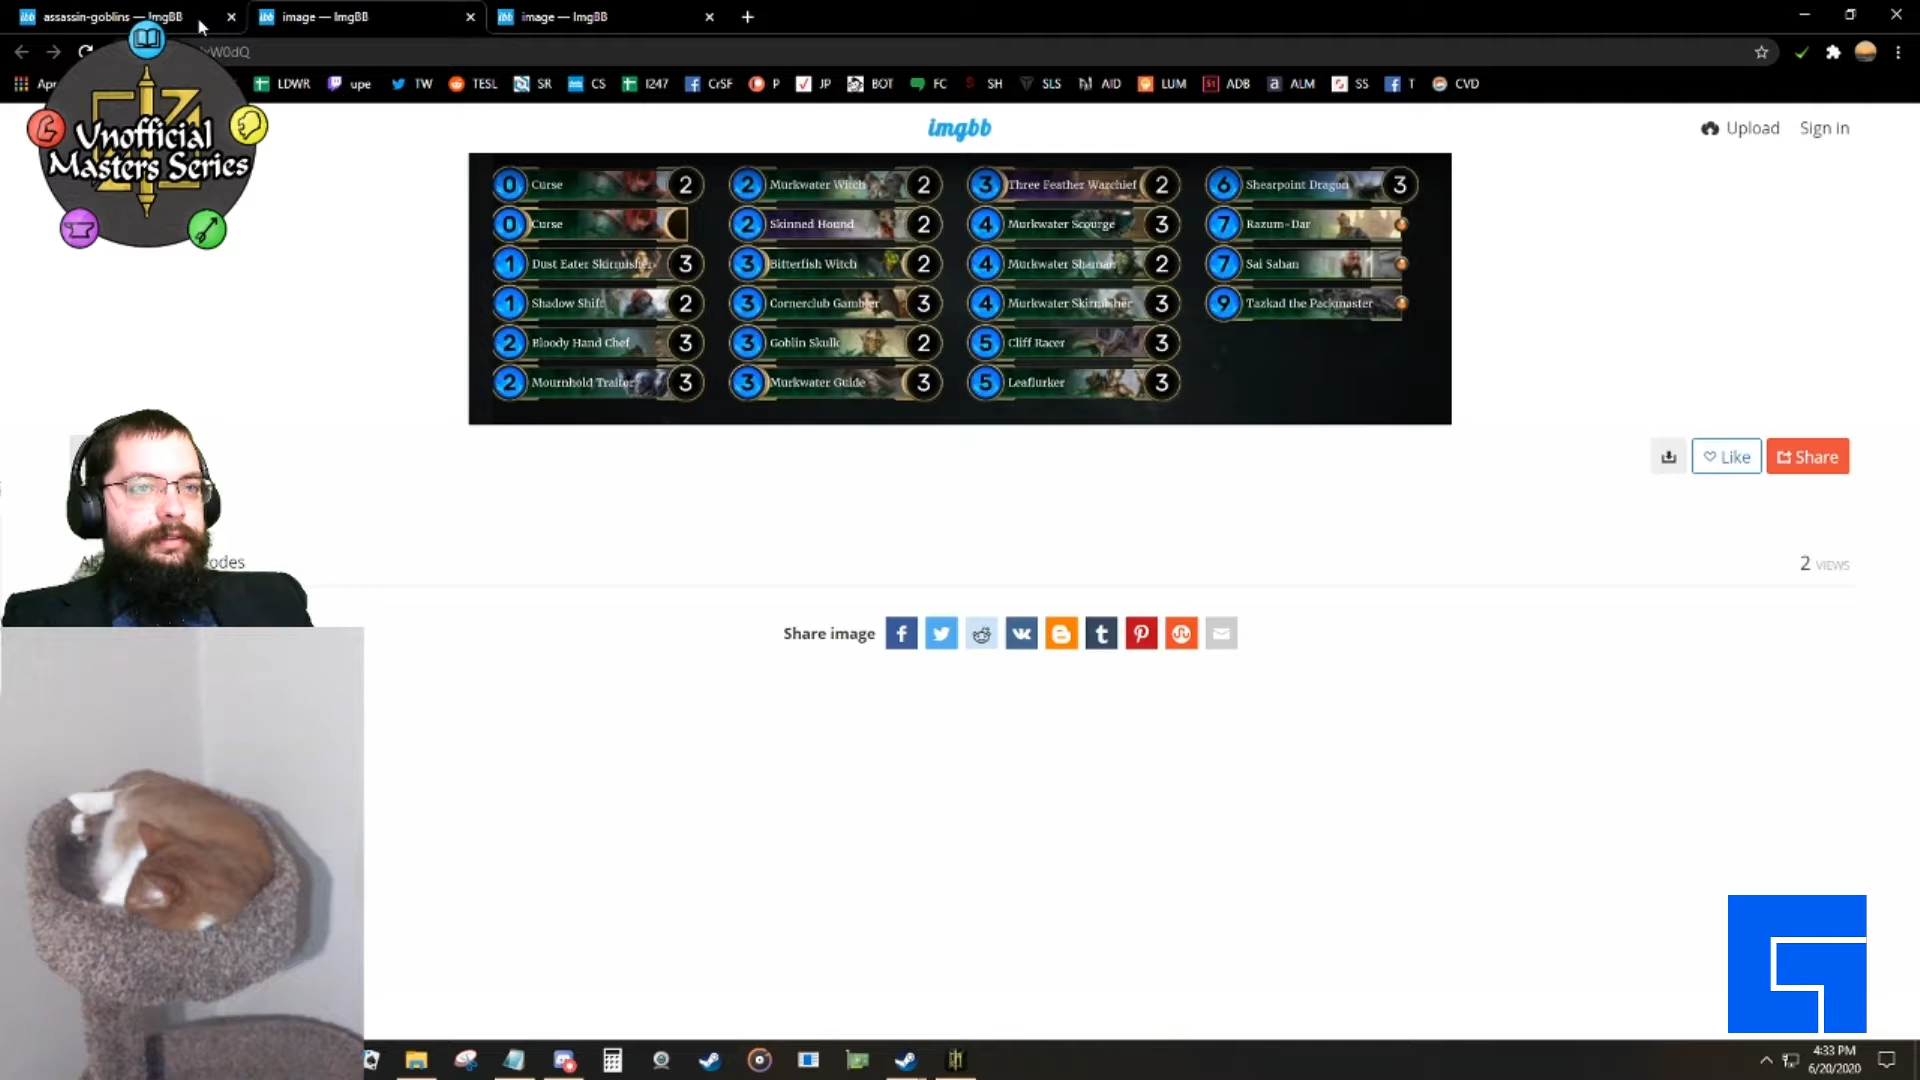 assassin-goblins — ImgBB
image — ImgBB
image — ImgBB
W0dQ
LDWR
upe
TW
TESL
SR
CS
I247
CrSF
P
JP
BOT
FC
SH
SLS
AID
LUM
ADB
ALM
SS
T
CVD
Unofficial
Masters Series
imgbb
Upload
Sign in
0 Curse 2
0 Curse
1 Dust Eater Skirmisher 3
1 Shadow Shift 2
2 Bloody Hand Chef 3
2 Mournhold Traitor 3
2 Murkwater Witch 2
2 Skinned Hound 2
3 Bitterfish Witch 2
3 Cornerclub Gambler 3
3 Goblin Skulk 2
3 Murkwater Guide 3
3 Three Feather Warchief 2
4 Murkwater Scourge 3
4 Murkwater Shaman 2
4 Murkwater Skirmisher 3
5 Cliff Racer 3
5 Leaflurker 3
6 Shearpoint Dragon 3
7 Razum-Dar
7 Sai Sahan
9 Tazkad the Packmaster
Like
Share
odes
2 VIEWS
Share image
4:33 PM
6/20/2020